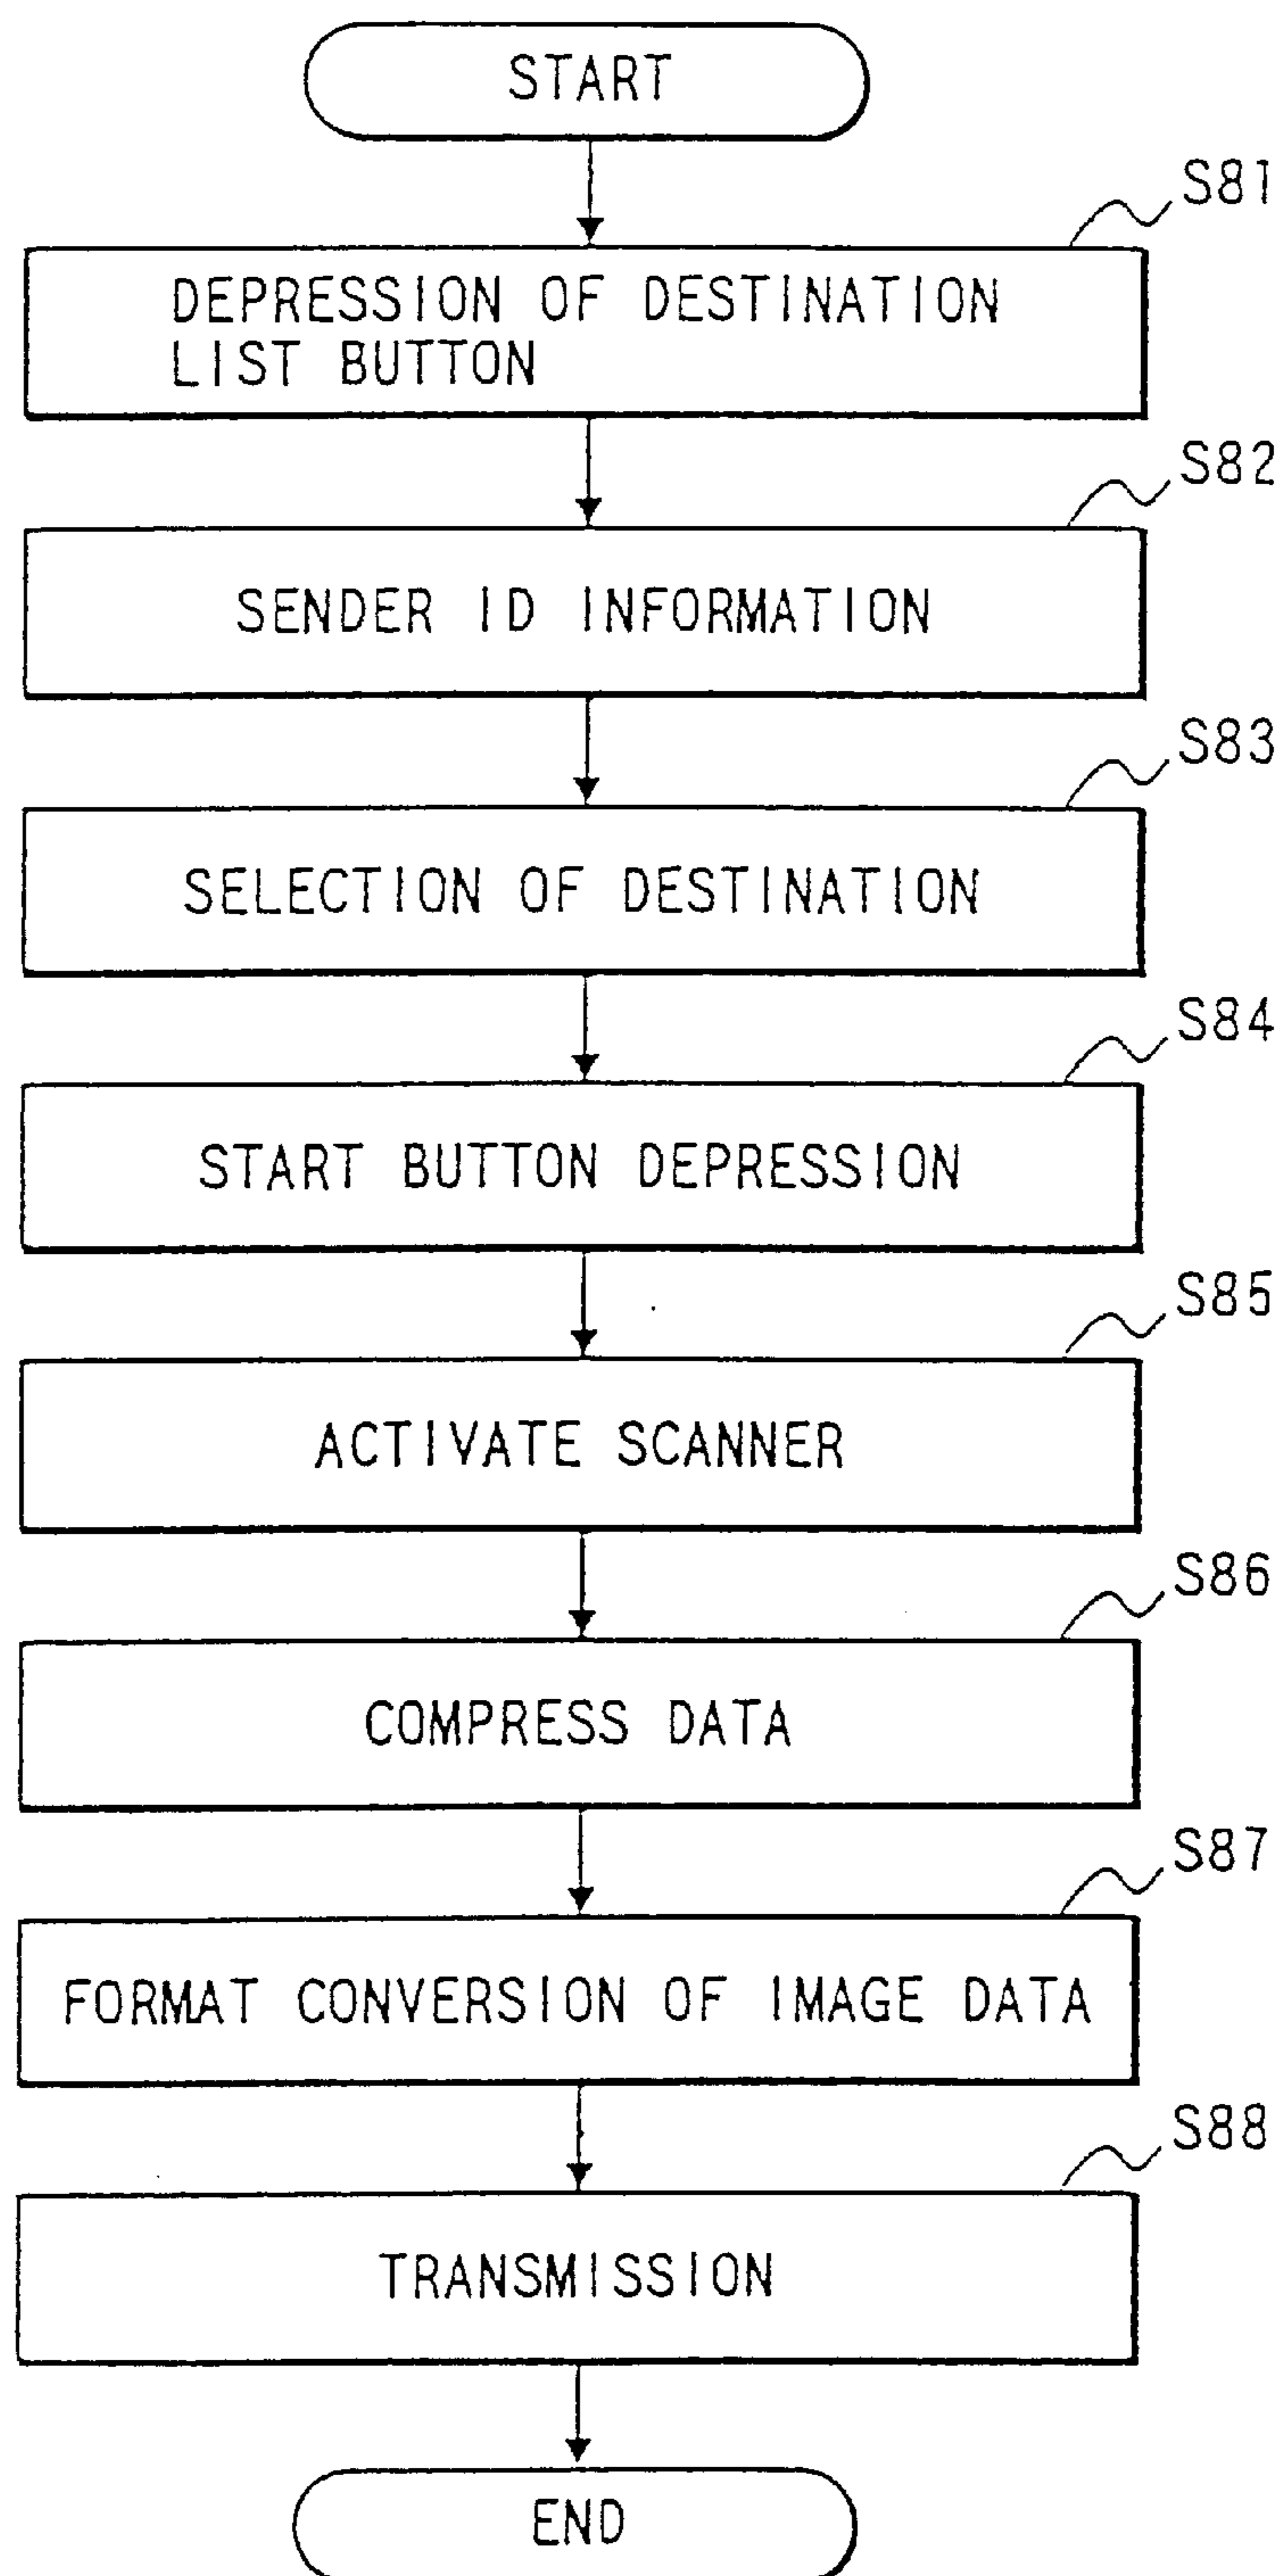 START
S81
DEPRESSION OF DESTINATION
LIST BUTTON
S82
SENDER ID INFORMATION
S83
SELECTION OF DESTINATION
S84
START BUTTON DEPRESSION
S85
ACTIVATE SCANNER
S86
COMPRESS DATA
S87
FORMAT CONVERSION OF IMAGE DATA
S88
TRANSMISSION
END